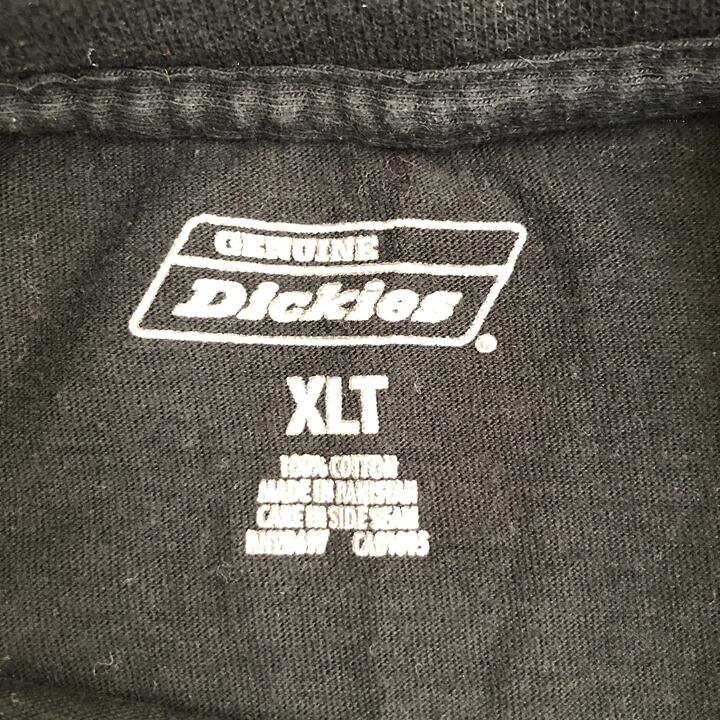 GENUINE
Dickies
XLT
100% COTTON
MADE IN PAKISTAN
CARE IN SIDE SEAM